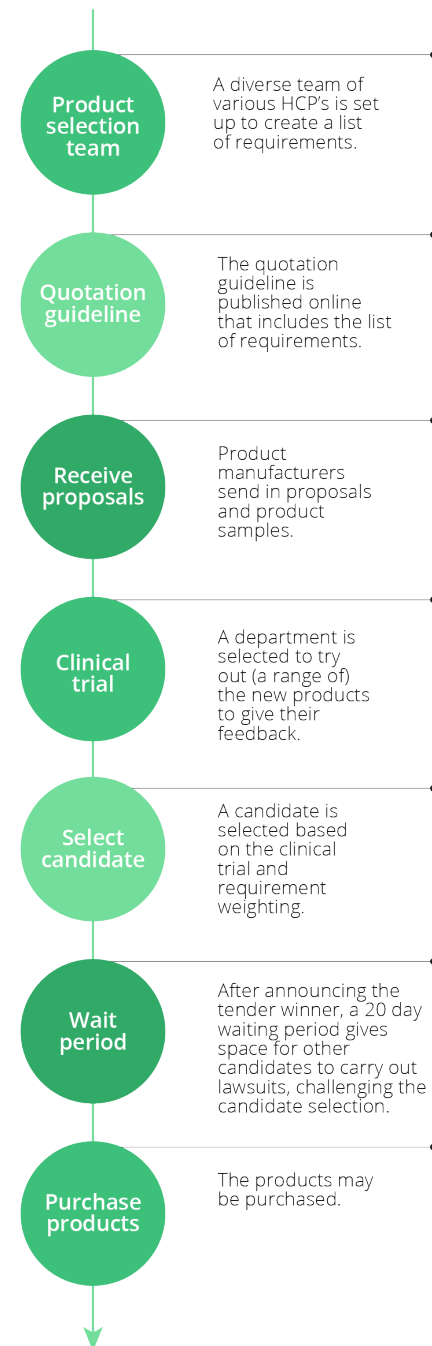 Product
selection
team
A diverse team of
various HCP’s is set
up to create a list
of requirements.
Quotation
guideline
The quotation
guideline is
published online
that includes the list
of requirements.
Receive
proposals
Product
manufacturers
send in proposals
and product
samples.
Clinical
trial
A department is
selected to try
out (a range of)
the new products
to give their
feedback.
Select
candidate
A candidate is
selected based
on the clinical
trial and
requirement
weighting.
Wait
period
After announcing the
tender winner, a 20 day
waiting period gives
space for other
candidates to carry out
lawsuits, challenging the
candidate selection.
Purchase
products
The products may
be purchased.